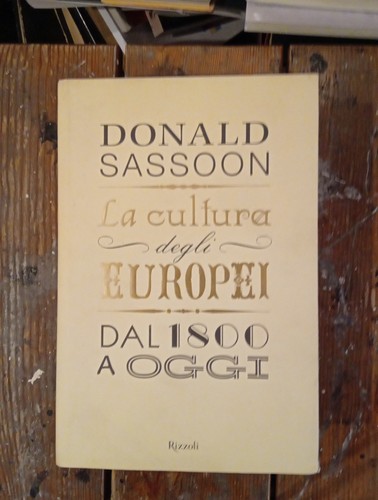 DONALD
SASSOON
La cultura
degli
EUROPEI
DAL 1800
A OGGI
Rizzoli